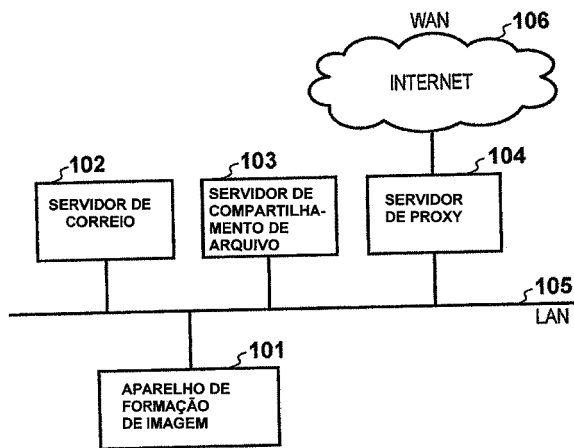 WAN
106
INTERNET
102
SERVIDOR DE
CORREIO
103
SERVIDOR DE
COMPARTILHA-
MENTO DE
ARQUIVO
104
SERVIDOR
DE PROXY
105
LAN
101
APARELHO DE
FORMAÇÃO
DE IMAGEM